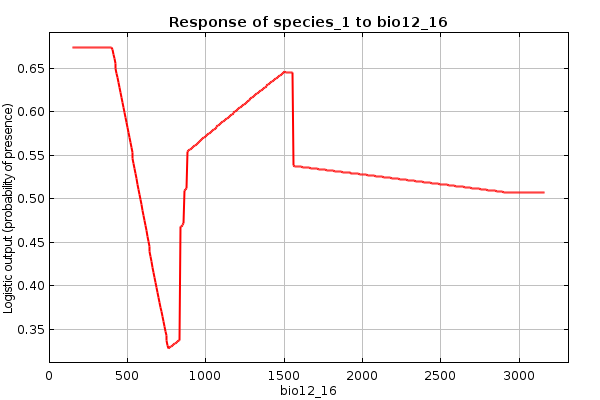 Response of species_1 to bio12_16
Logistic output (probability of presence)
0.65
0.60
0.55
0.50
0.45
0.40
0.35
0 500 1000 1500 2000 2500 3000
bio12_16